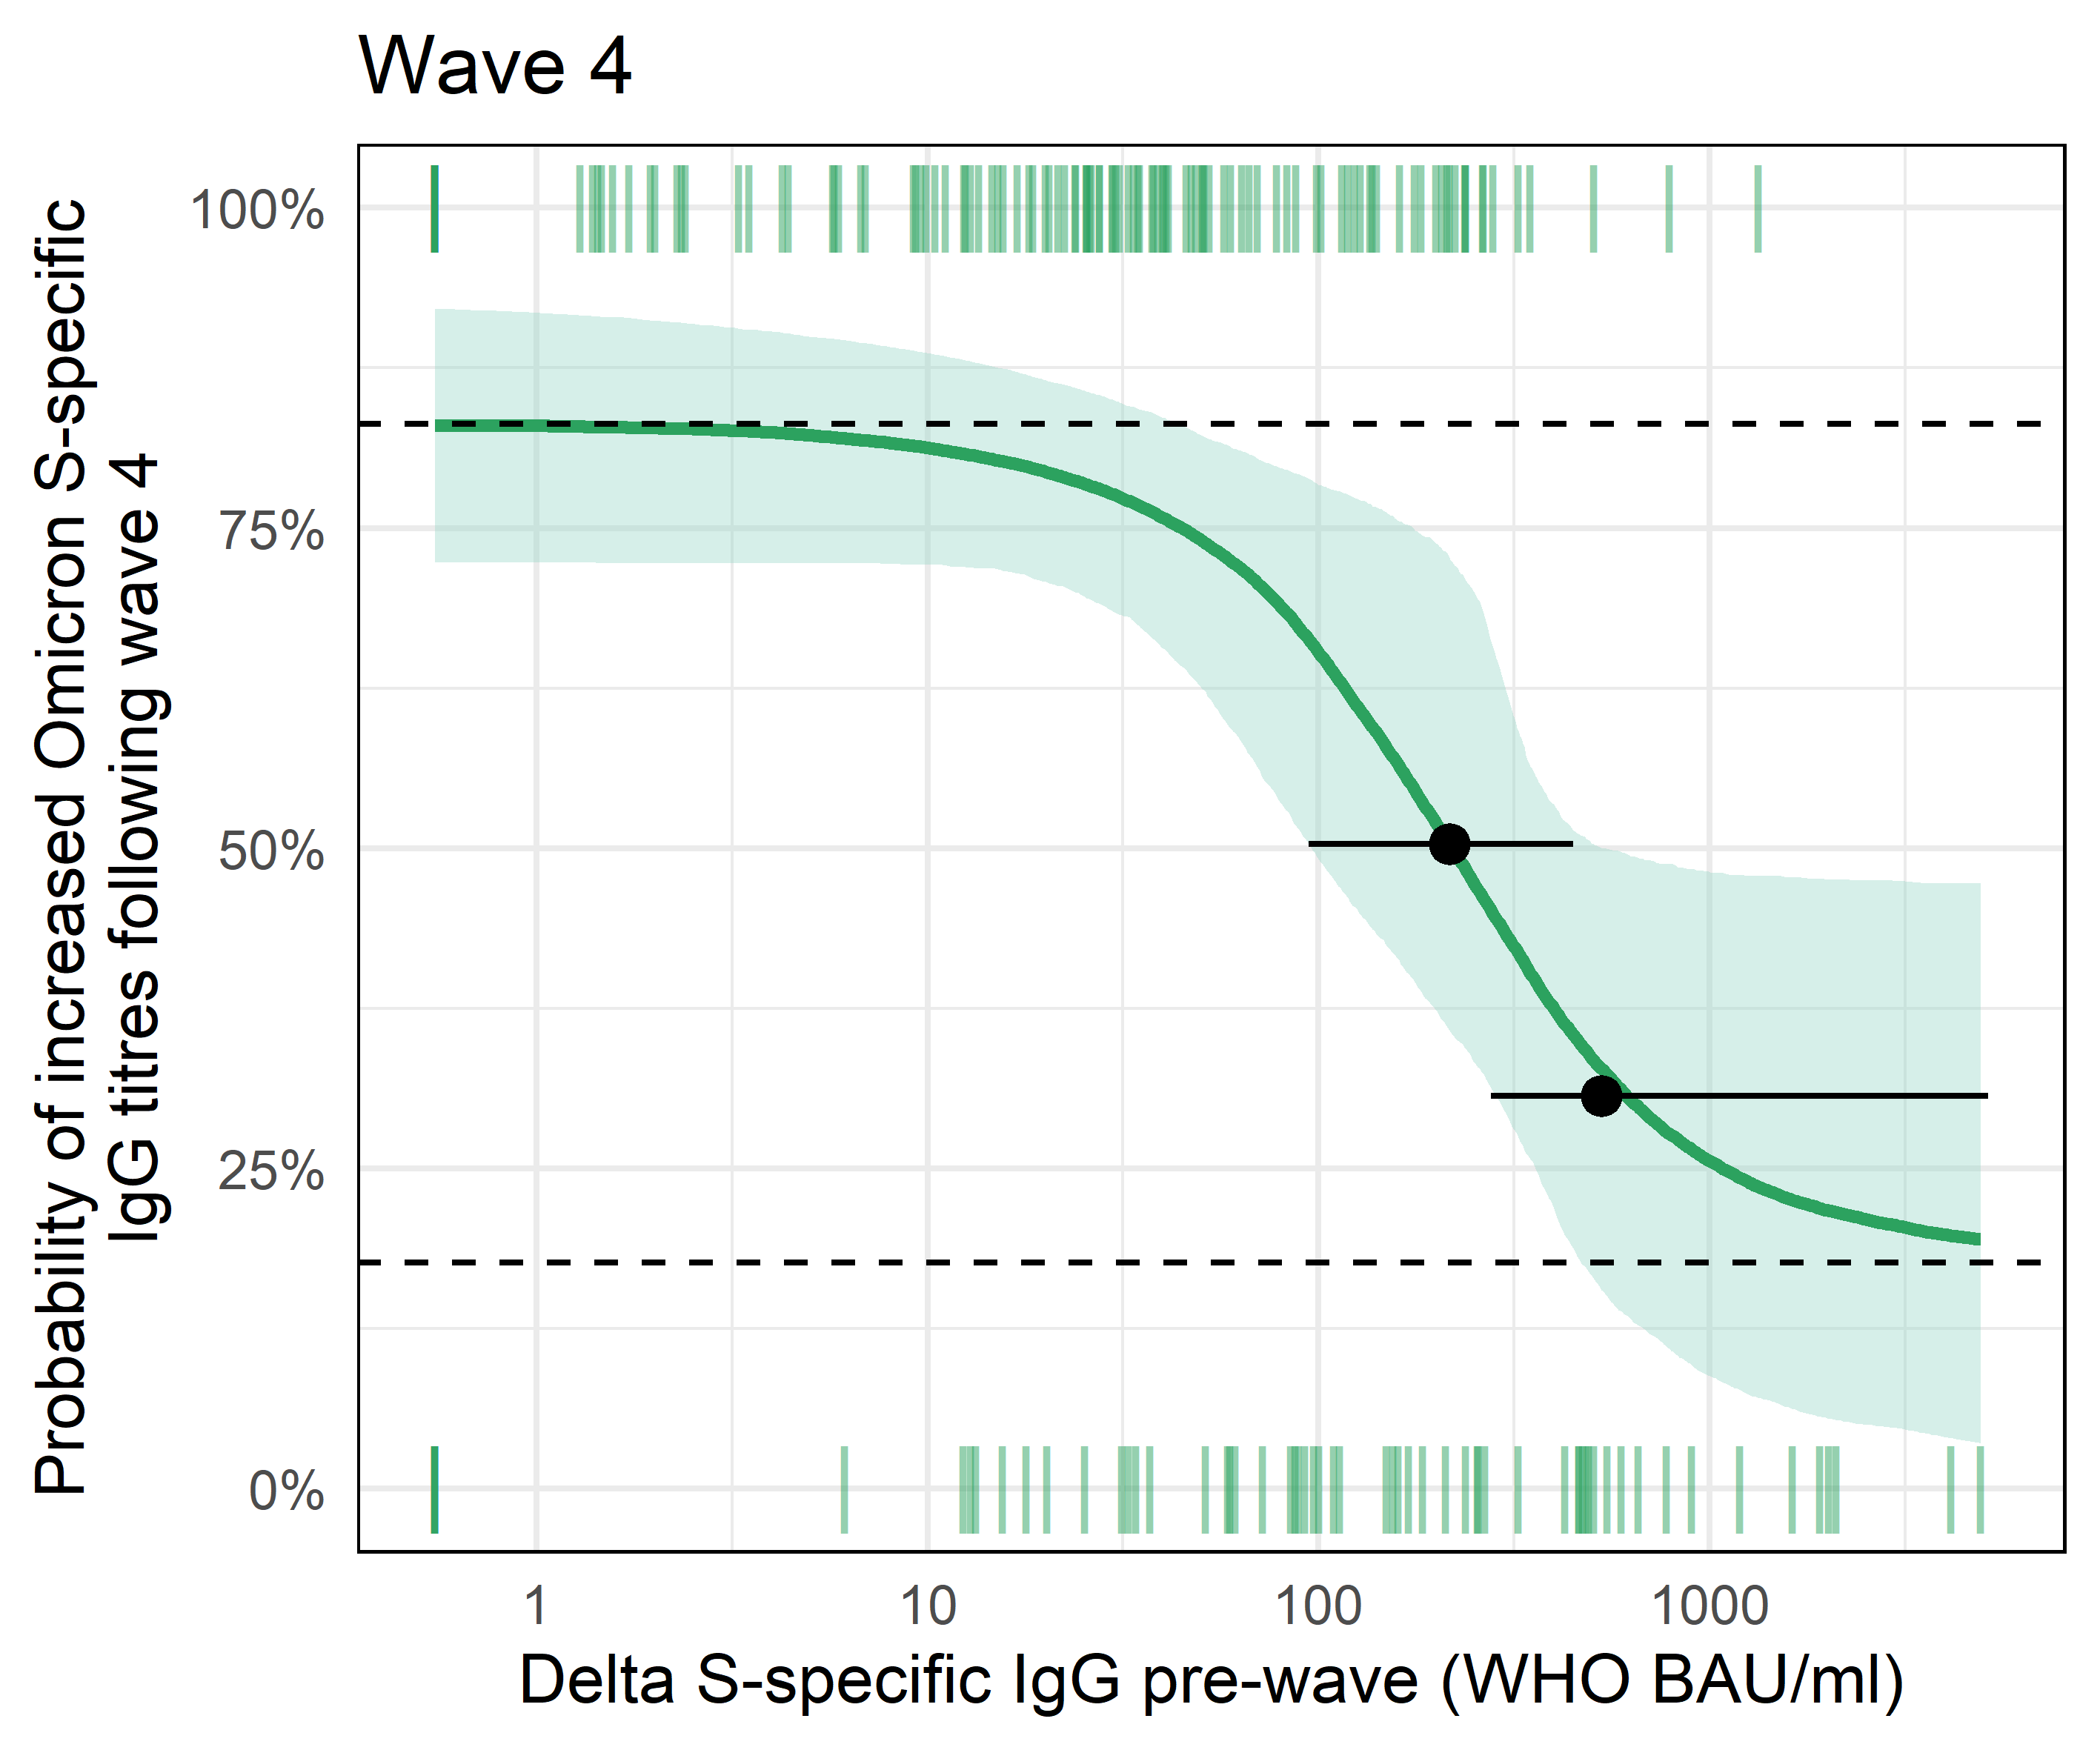 Wave 4
Probability of increased Omicron S-specific
IgG titres following wave 4
100%
75%
50%
25%
0%
1 10 100 1000
Delta S-specific IgG pre-wave (WHO BAU/ml)